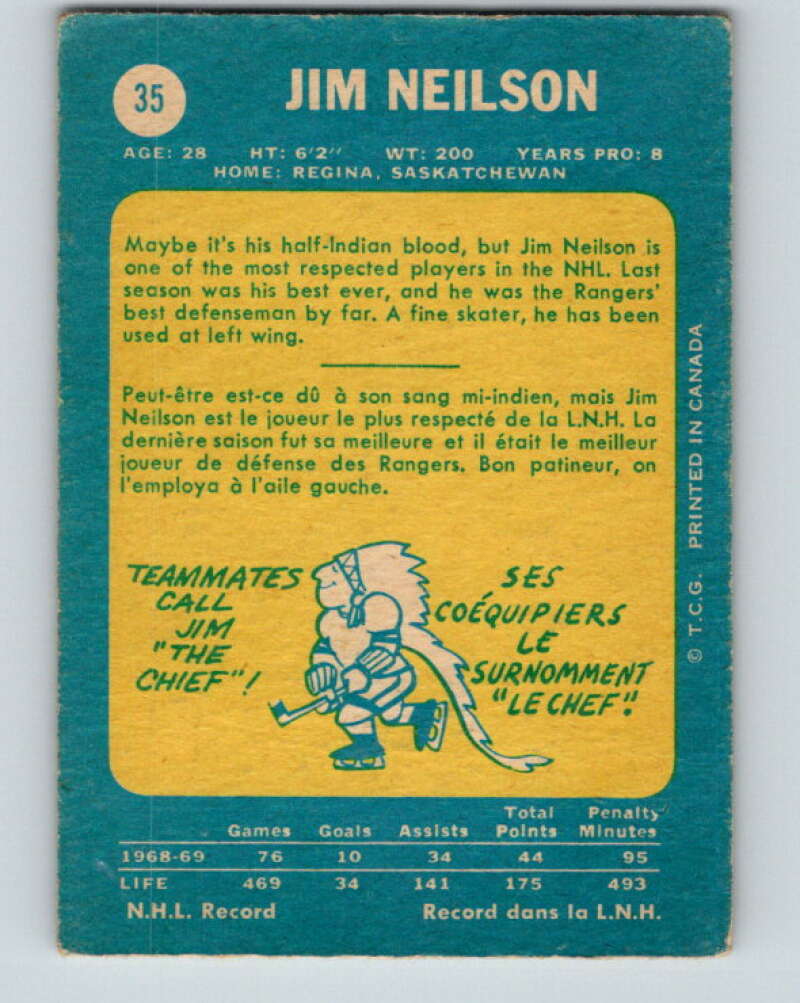 35
JIM NEILSON
AGE: 28 HT: 6'2'' WT: 200 YEARS PRO: 8
HOME: REGINA, SASKATCHEWAN
Maybe it's his half-Indian blood, but Jim Neilson is
one of the most respected players in the NHL. Last
season was his best ever, and he was the Rangers'
best defenseman by far. A fine skater, he has been
used at left wing.
Peut-être est-ce dû à son sang mi-indien, mais Jim
Neilson est le joueur le plus respecté de la L.N.H. La
dernière saison fut sa meilleure et il était le meilleur
joueur de défense des Rangers. Bon patineur, on
l'employa à l'aile gauche.
TEAMMATES
CALL
JIM
"THE
CHIEF"!
SES
COÉQUIPIERS
LE
SURNOMMENT
"LE CHEF".
© T.C.G. PRINTED IN CANADA
Games Goals Assists Total Points Penalty Minutes
1968-69 76 10 34 44 95
LIFE 469 34 141 175 493
N.H.L. Record Record dans la L.N.H.